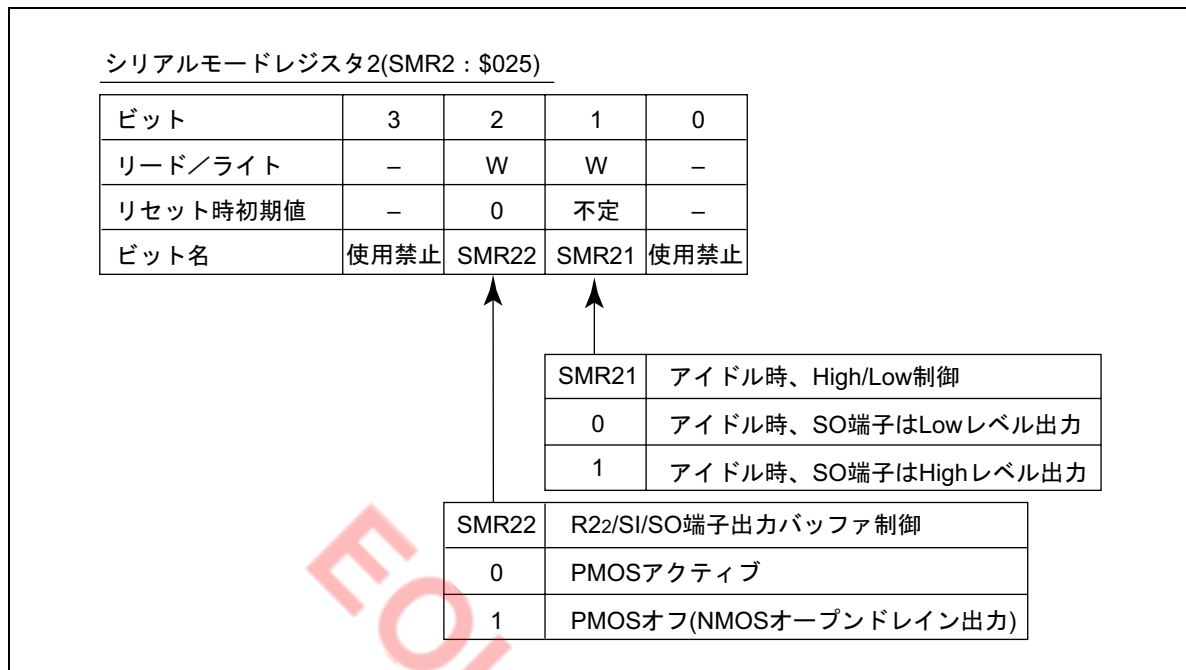 シリアルモードレジスタ2(SMR2：$025)
ビット 3 2 1 0
リード／ライト – W W –
リセット時初期値 – 0 不定 –
ビット名 使用禁止 SMR22 SMR21 使用禁止
SMR21 アイドル時、High/Low制御
0 アイドル時、SO端子はLowレベル出力
1 アイドル時、SO端子はHighレベル出力
SMR22 R22/SI/SO端子出力バッファ制御
0 PMOSアクティブ
1 PMOSオフ(NMOSオープンドレイン出力)